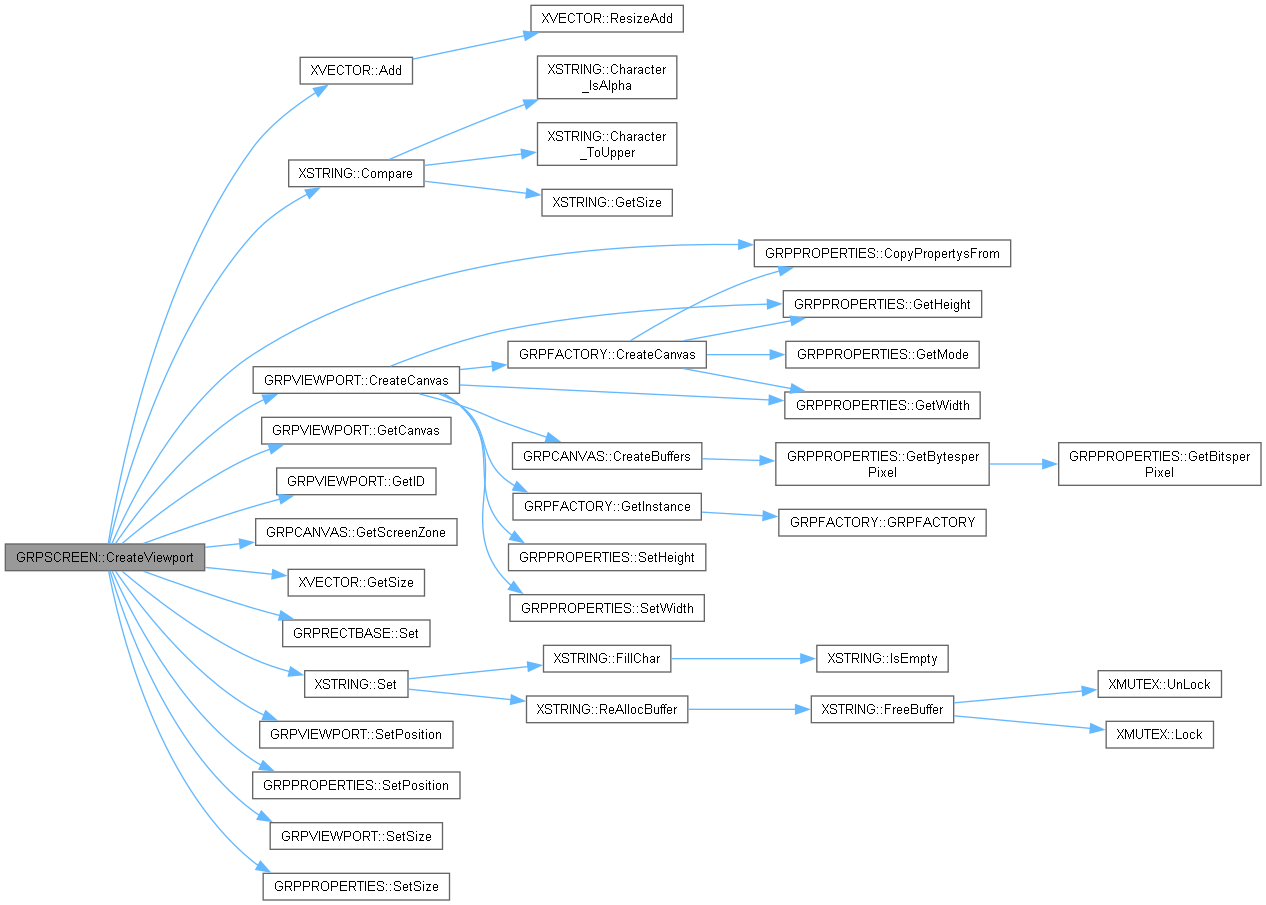 XVECTOR::ResizeAdd
XVECTOR::Add
XSTRING::Character
_IsAlpha
XSTRING::Character
_ToUpper
XSTRING::Compare
XSTRING::GetSize
GRPPROPERTIES::CopyPropertysFrom
GRPPROPERTIES::GetHeight
GRPFACTORY::CreateCanvas
GRPPROPERTIES::GetMode
GRPVIEWPORT::CreateCanvas
GRPPROPERTIES::GetWidth
GRPVIEWPORT::GetCanvas
GRPCANVAS::CreateBuffers
GRPPROPERTIES::GetBytesper
Pixel
GRPPROPERTIES::GetBitsper
Pixel
GRPVIEWPORT::GetID
GRPFACTORY::GetInstance
GRPFACTORY::GRPFACTORY
GRPCANVAS::GetScreenZone
GRPSCREEN::CreateViewport
GRPPROPERTIES::SetHeight
XVECTOR::GetSize
GRPPROPERTIES::SetWidth
GRPRECTBASE::Set
XSTRING::FillChar
XSTRING::IsEmpty
XSTRING::Set
XMUTEX::UnLock
XSTRING::ReAllocBuffer
XSTRING::FreeBuffer
GRPVIEWPORT::SetPosition
XMUTEX::Lock
GRPPROPERTIES::SetPosition
GRPVIEWPORT::SetSize
GRPPROPERTIES::SetSize